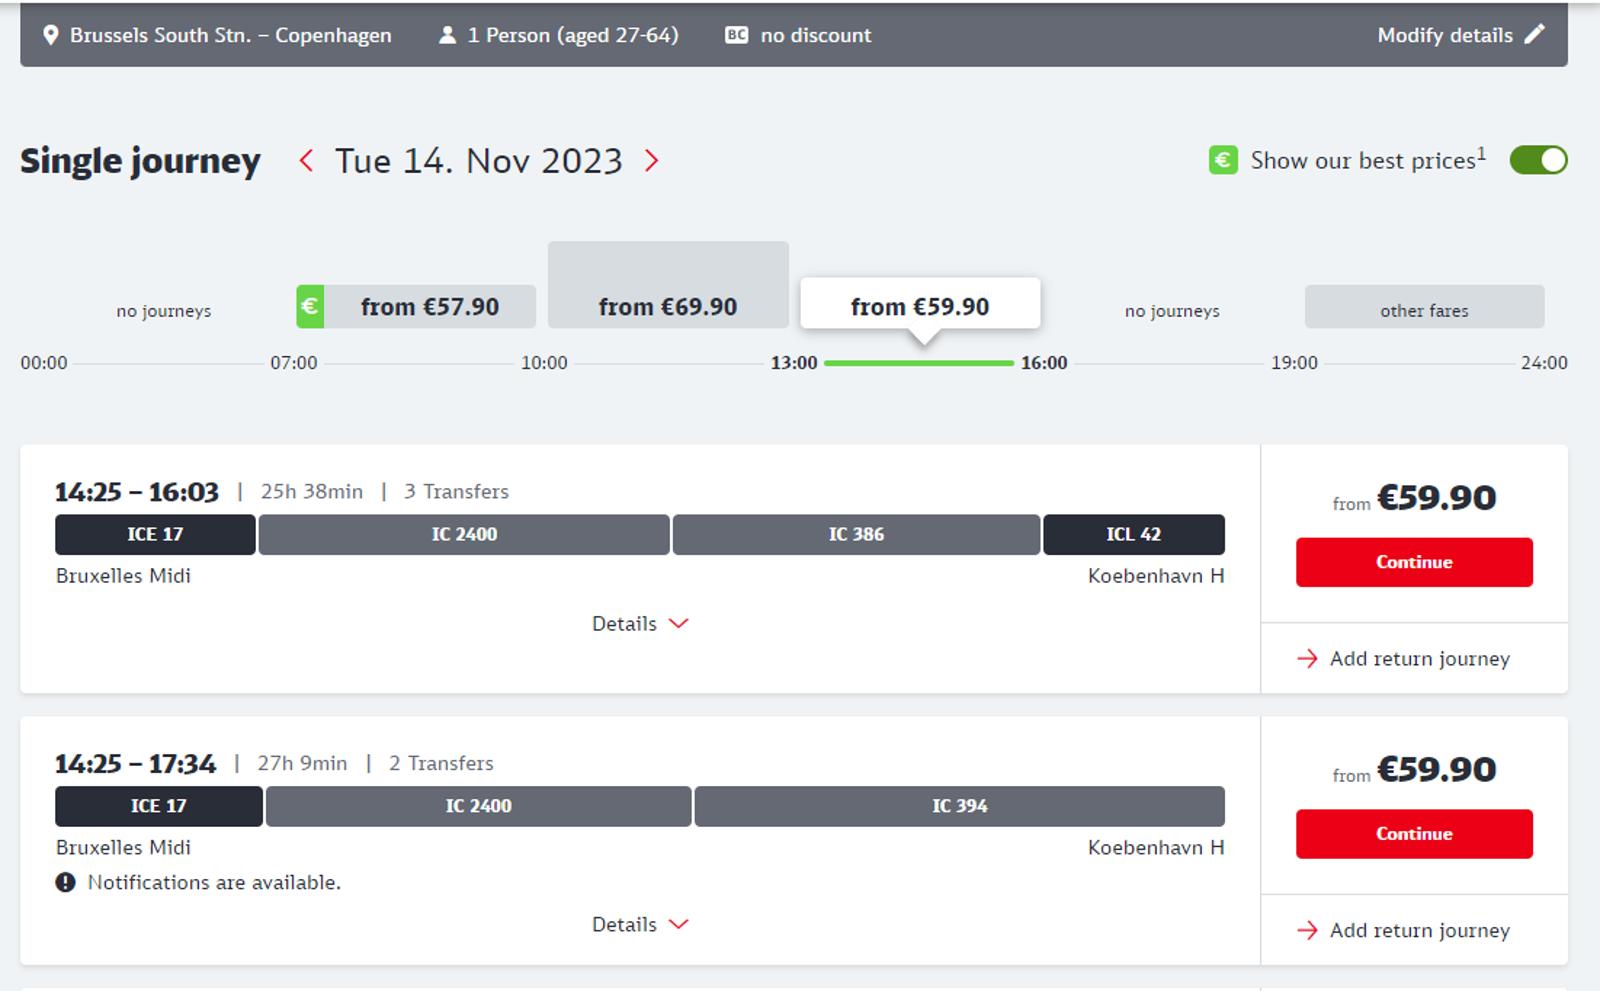 Brussels South Stn. – Copenhagen 1 Person (aged 27-64) BC no discount Modify details
Single journey Tue 14. Nov 2023 € Show our best prices1
no journeys € from €57.90 from €69.90 from €59.90 no journeys other fares
00:00 07:00 10:00 13:00 16:00 19:00 24:00
14:25 – 16:03 | 25h 38min | 3 Transfers
ICE 17 IC 2400 IC 386 ICL 42
Bruxelles Midi Koebenhavn H
Details
from €59.90
Continue
Add return journey
14:25 – 17:34 | 27h 9min | 2 Transfers
ICE 17 IC 2400 IC 394
Bruxelles Midi Koebenhavn H
Notifications are available.
Details
from €59.90
Continue
Add return journey